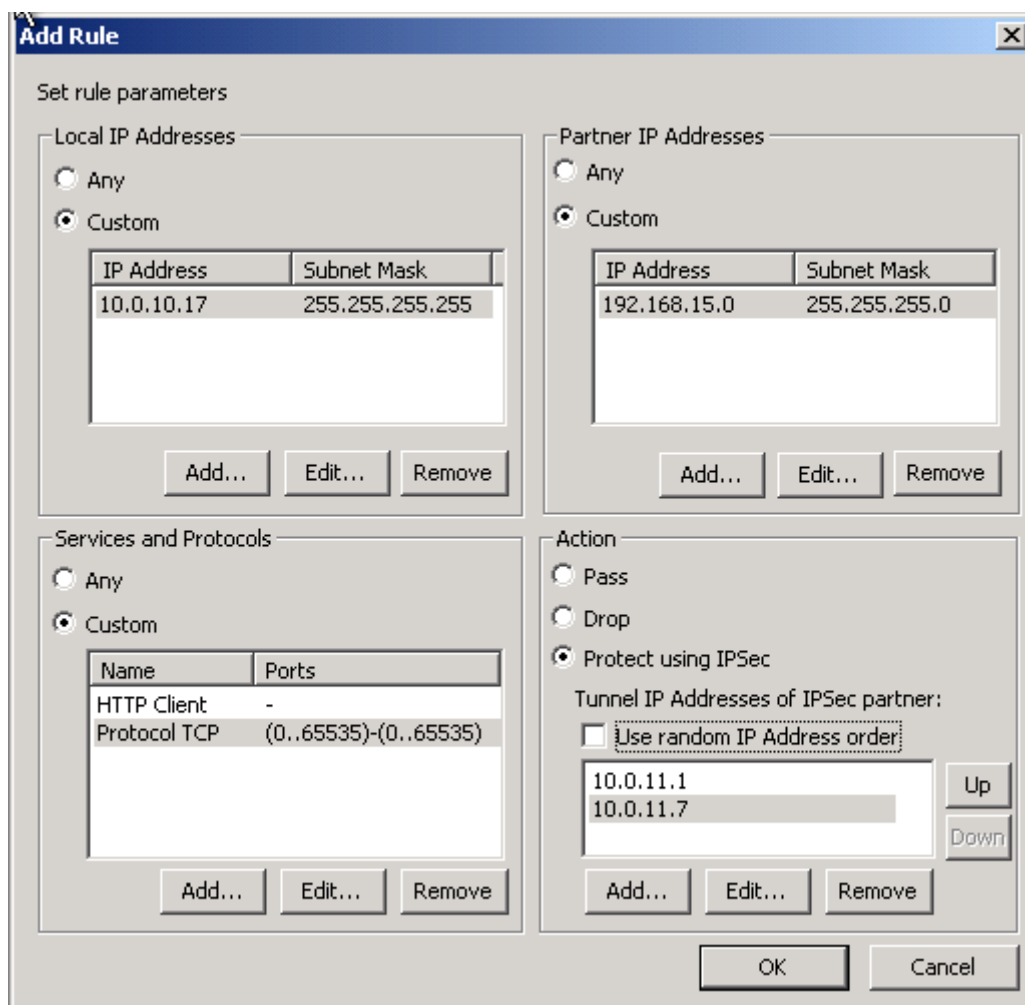 Add Rule
Set rule parameters
Local IP Addresses
Any
Custom
IP Address Subnet Mask
10.0.10.17 255.255.255.255
Add... Edit... Remove
Partner IP Addresses
Any
Custom
IP Address Subnet Mask
192.168.15.0 255.255.255.0
Add... Edit... Remove
Services and Protocols
Any
Custom
Name Ports
HTTP Client -
Protocol TCP (0..65535)-(0..65535)
Add... Edit... Remove
Action
Pass
Drop
Protect using IPSec
Tunnel IP Addresses of IPSec partner:
Use random IP Address order
10.0.11.1
10.0.11.7
Up
Down
Add... Edit... Remove
OK Cancel